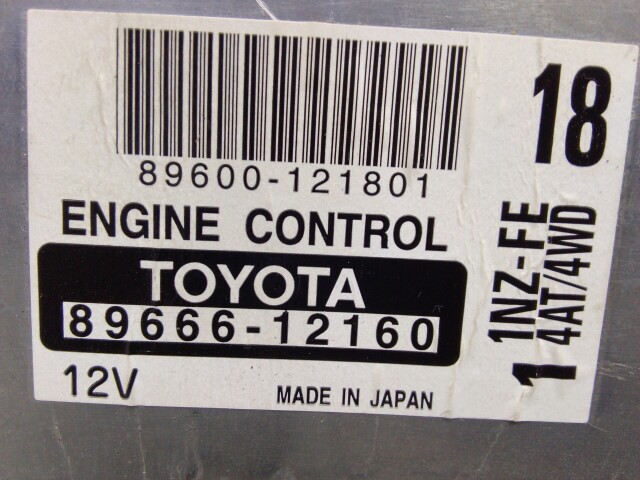 89600-121801
ENGINE CONTROL
TOYOTA
89666-12160
12V
MADE IN JAPAN
18
1NZ-FE
1 4AT/4WD